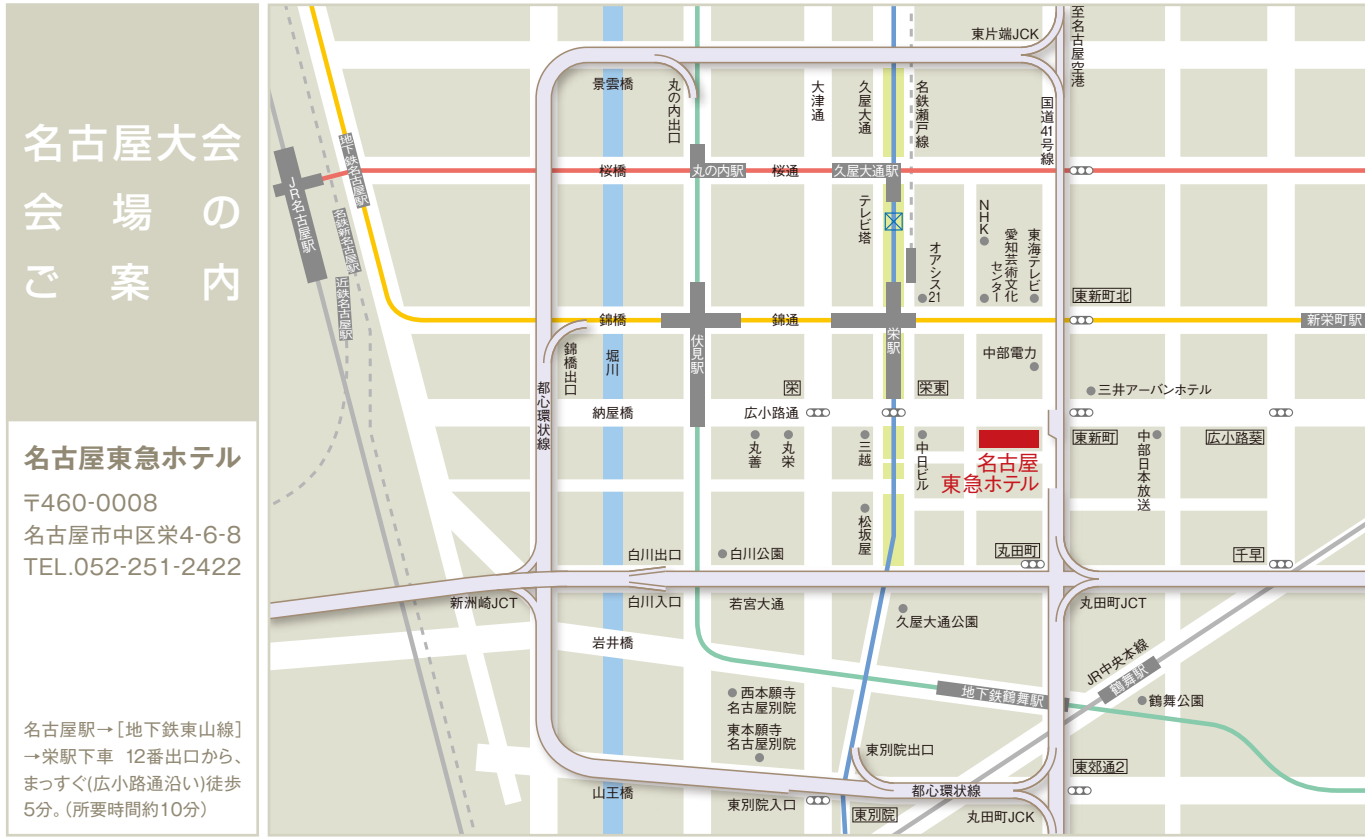 名古屋大会
会場の
ご案内
名古屋東急ホテル
〒460-0008
名古屋市中区栄4-6-8
TEL.052-251-2422
名古屋駅→[地下鉄東山線]
→栄駅下車 12番出口から、
まっすぐ(広小路通沿い)徒歩
5分。(所要時間約10分)
東片端JCK
至名古屋空港
景雲橋
丸の内出口
大津通
久屋大通
名鉄瀬戸線
国道41号線
地下鉄名古屋駅
JR名古屋駅
名鉄新名古屋駅
近鉄名古屋駅
桜橋
丸の内駅
桜通
久屋大通駅
テレビ塔
オアシス21
NHK
愛知芸術文化
センター
東海テレビ
東新町北
錦橋
錦通
新栄町駅
錦橋出口
堀川
伏見駅
栄駅
中部電力
都心環状線
栄
栄東
三井アーバンホテル
納屋橋
広小路通
丸善
丸栄
三越
中日ビル
名古屋
東急ホテル
東新町
中部日本放送
広小路葵
松坂屋
白川出口
白川公園
丸田町
千早
新洲崎JCT
白川入口
若宮大通
久屋大通公園
丸田町JCT
岩井橋
JR中央本線
鶴舞駅
地下鉄鶴舞駅
鶴舞公園
西本願寺
名古屋別院
東本願寺
名古屋別院
東別院出口
東郊通2
山王橋
東別院入口
都心環状線
東別院
丸田町JCK